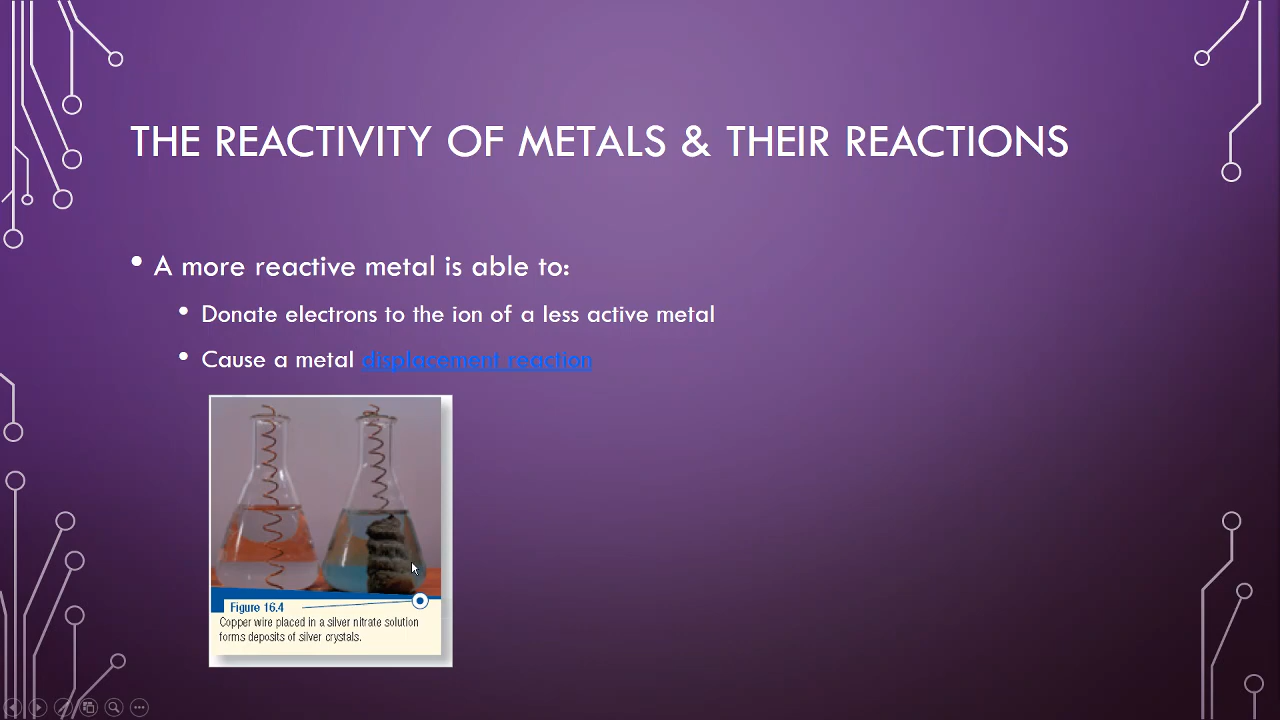 THE REACTIVITY OF METALS & THEIR REACTIONS
• A more reactive metal is able to:
• Donate electrons to the ion of a less active metal
• Cause a metal displacement reaction
Figure 16.4
Copper wire placed in a silver nitrate solution
forms deposits of silver crystals.